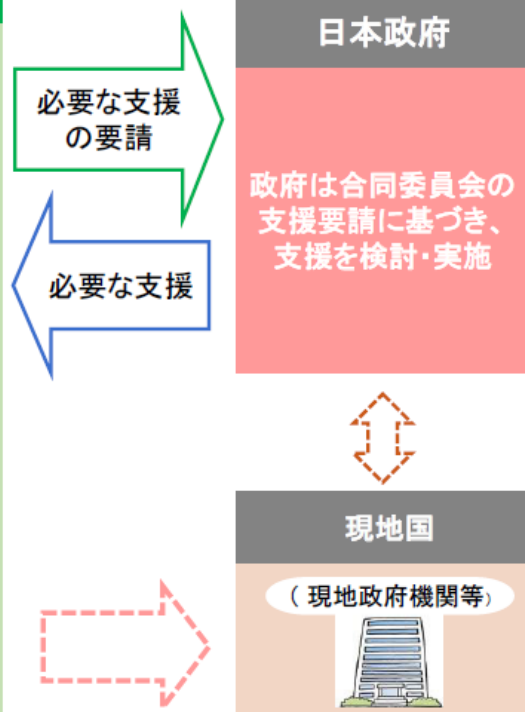 日本政府
必要な支援
の要請
政府は合同委員会の
支援要請に基づき、
支援を検討・実施
必要な支援
現地国
（ 現地政府機関等）